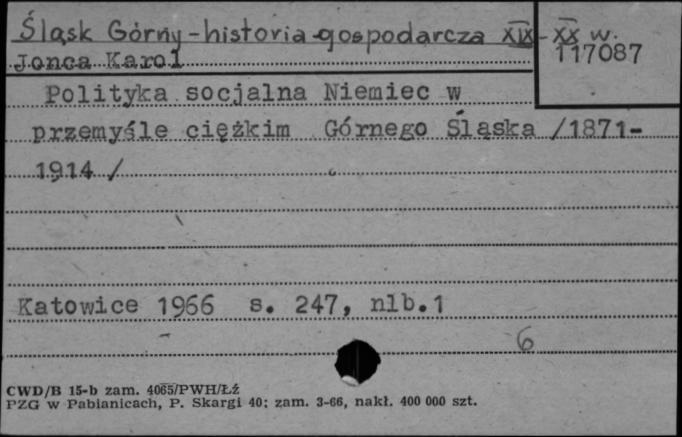 Śląsk Górny - historia gospodarcza XIX - XX w.
Jonca Karol
117087
Polityka socjalna Niemiec w
przemyśle ciężkim Górnego Śląska /1871-
1914 /
Katowice 1966 s. 247, nlb.1
6
CWD/B 15-b zam. 4065/PWH/Łź
PZG w Pabianicach, P. Skargi 40; zam. 3-66, nakł. 400 000 szt.